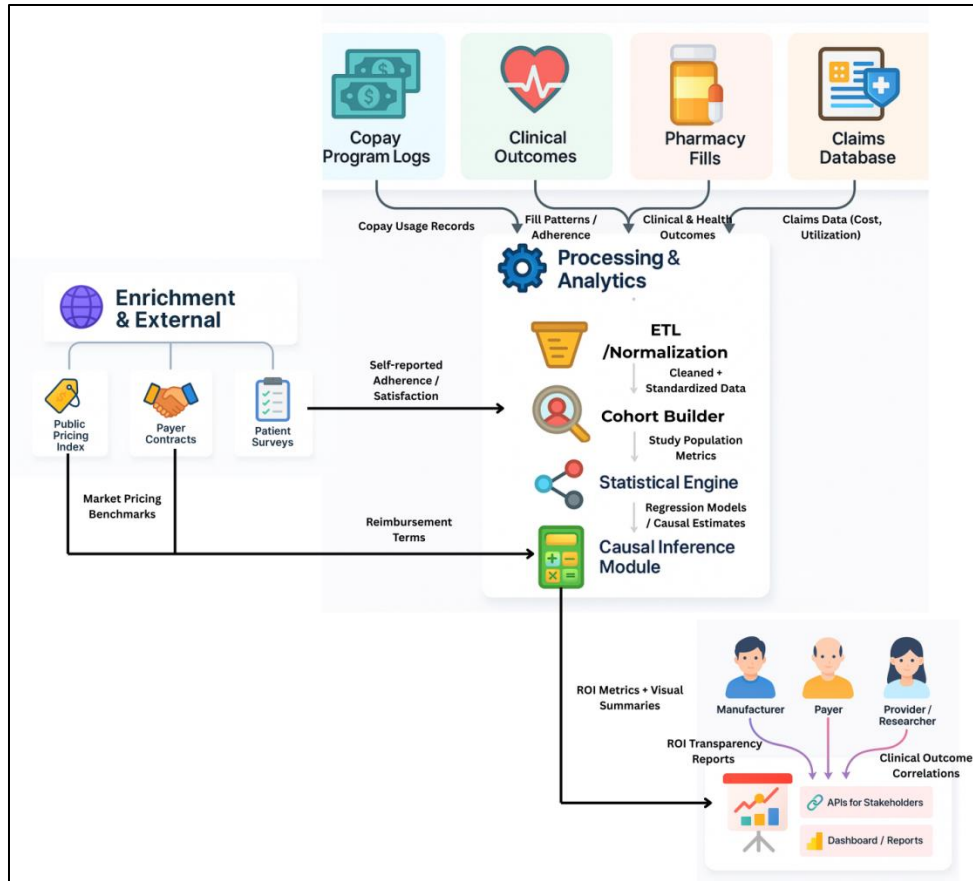 Copay
Program Logs
Clinical
Outcomes
Pharmacy
Fills
Claims
Database
Copay Usage Records
Fill Patterns /
Adherence
Clinical & Health
Outcomes
Claims Data (Cost,
Utilization)
Processing &
Analytics
Enrichment
& External
ETL
/Normalization
Self-reported
Adherence /
Satisfaction
Cleaned +
Standardized Data
Public
Pricing
Index
Payer
Contracts
Patient
Surveys
Cohort Builder
Study Population
Metrics
Statistical Engine
Market Pricing
Benchmarks
Regression Models
/ Causal Estimates
Reimbursement
Terms
Causal Inference
Module
ROI Metrics + Visual
Summaries
Manufacturer
Payer
Provider /
Researcher
ROI Transparency
Reports
Clinical Outcome
Correlations
APIs for Stakeholders
Dashboard / Reports